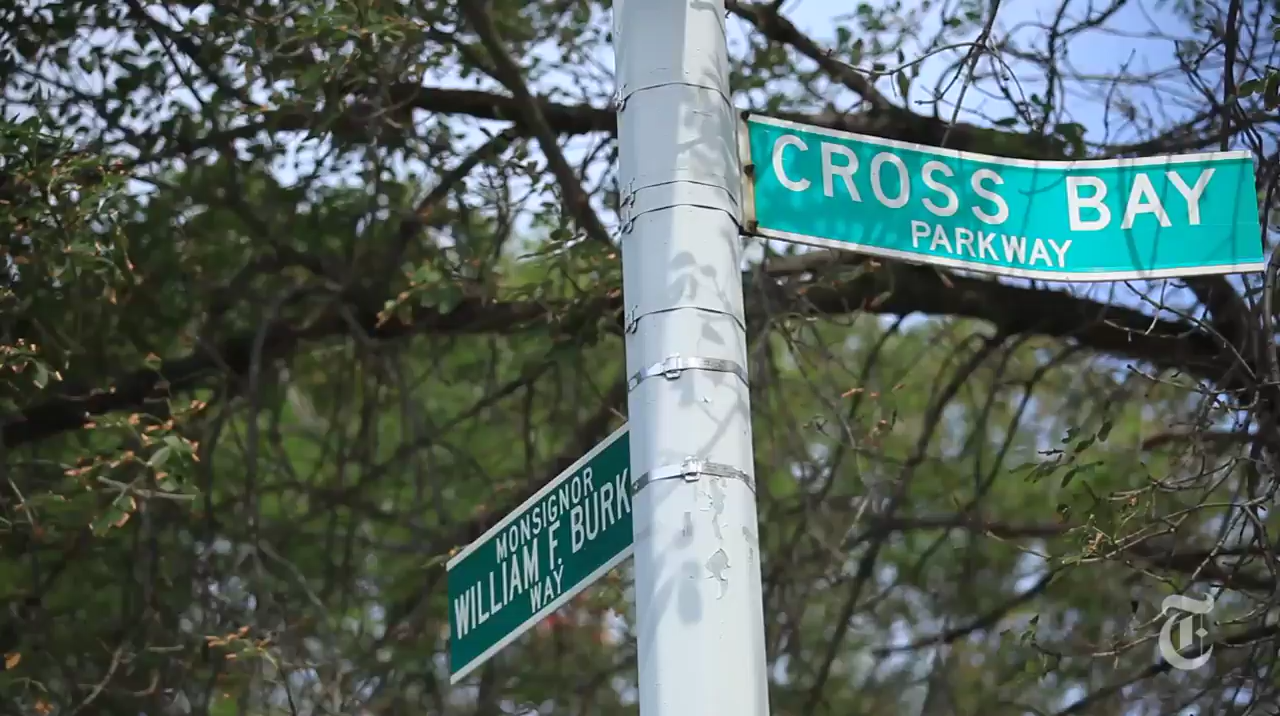 CROSS BAY
PARKWAY
MONSIGNOR
WILLIAM F. BURK
WAY
T